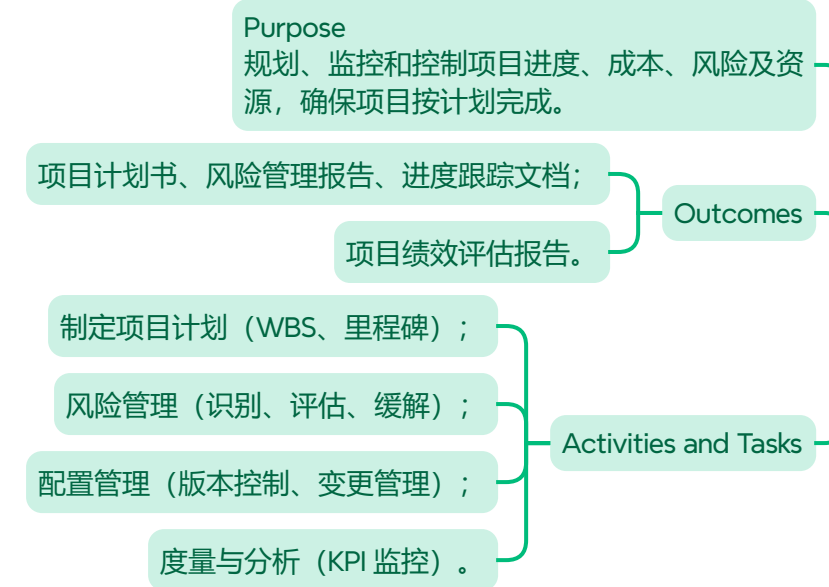 Purpose
规划、监控和控制项目进度、成本、风险及资
源，确保项目按计划完成。
项目计划书、风险管理报告、进度跟踪文档；
Outcomes
项目绩效评估报告。
制定项目计划（WBS、里程碑）；
风险管理（识别、评估、缓解）；
Activities and Tasks
配置管理（版本控制、变更管理）；
度量与分析（KPI 监控）。